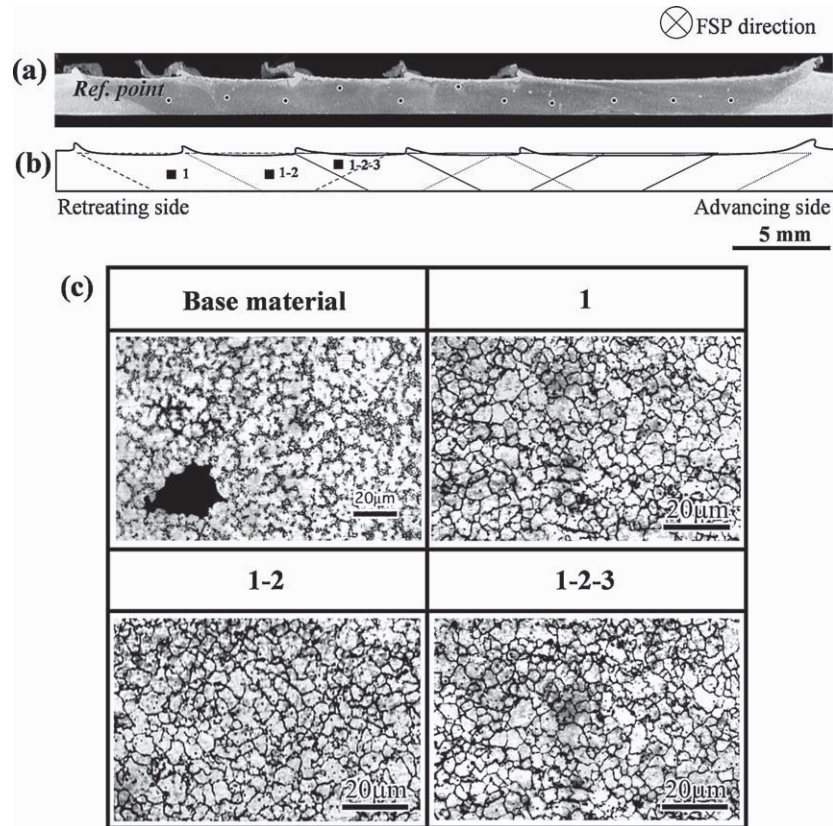 FSP direction
(a)
Ref. point
(b)
1
1-2
1-2-3
Retreating side
Advancing side
5 mm
(c)
Base material
1
20μm
20μm
1-2
1-2-3
20μm
20μm